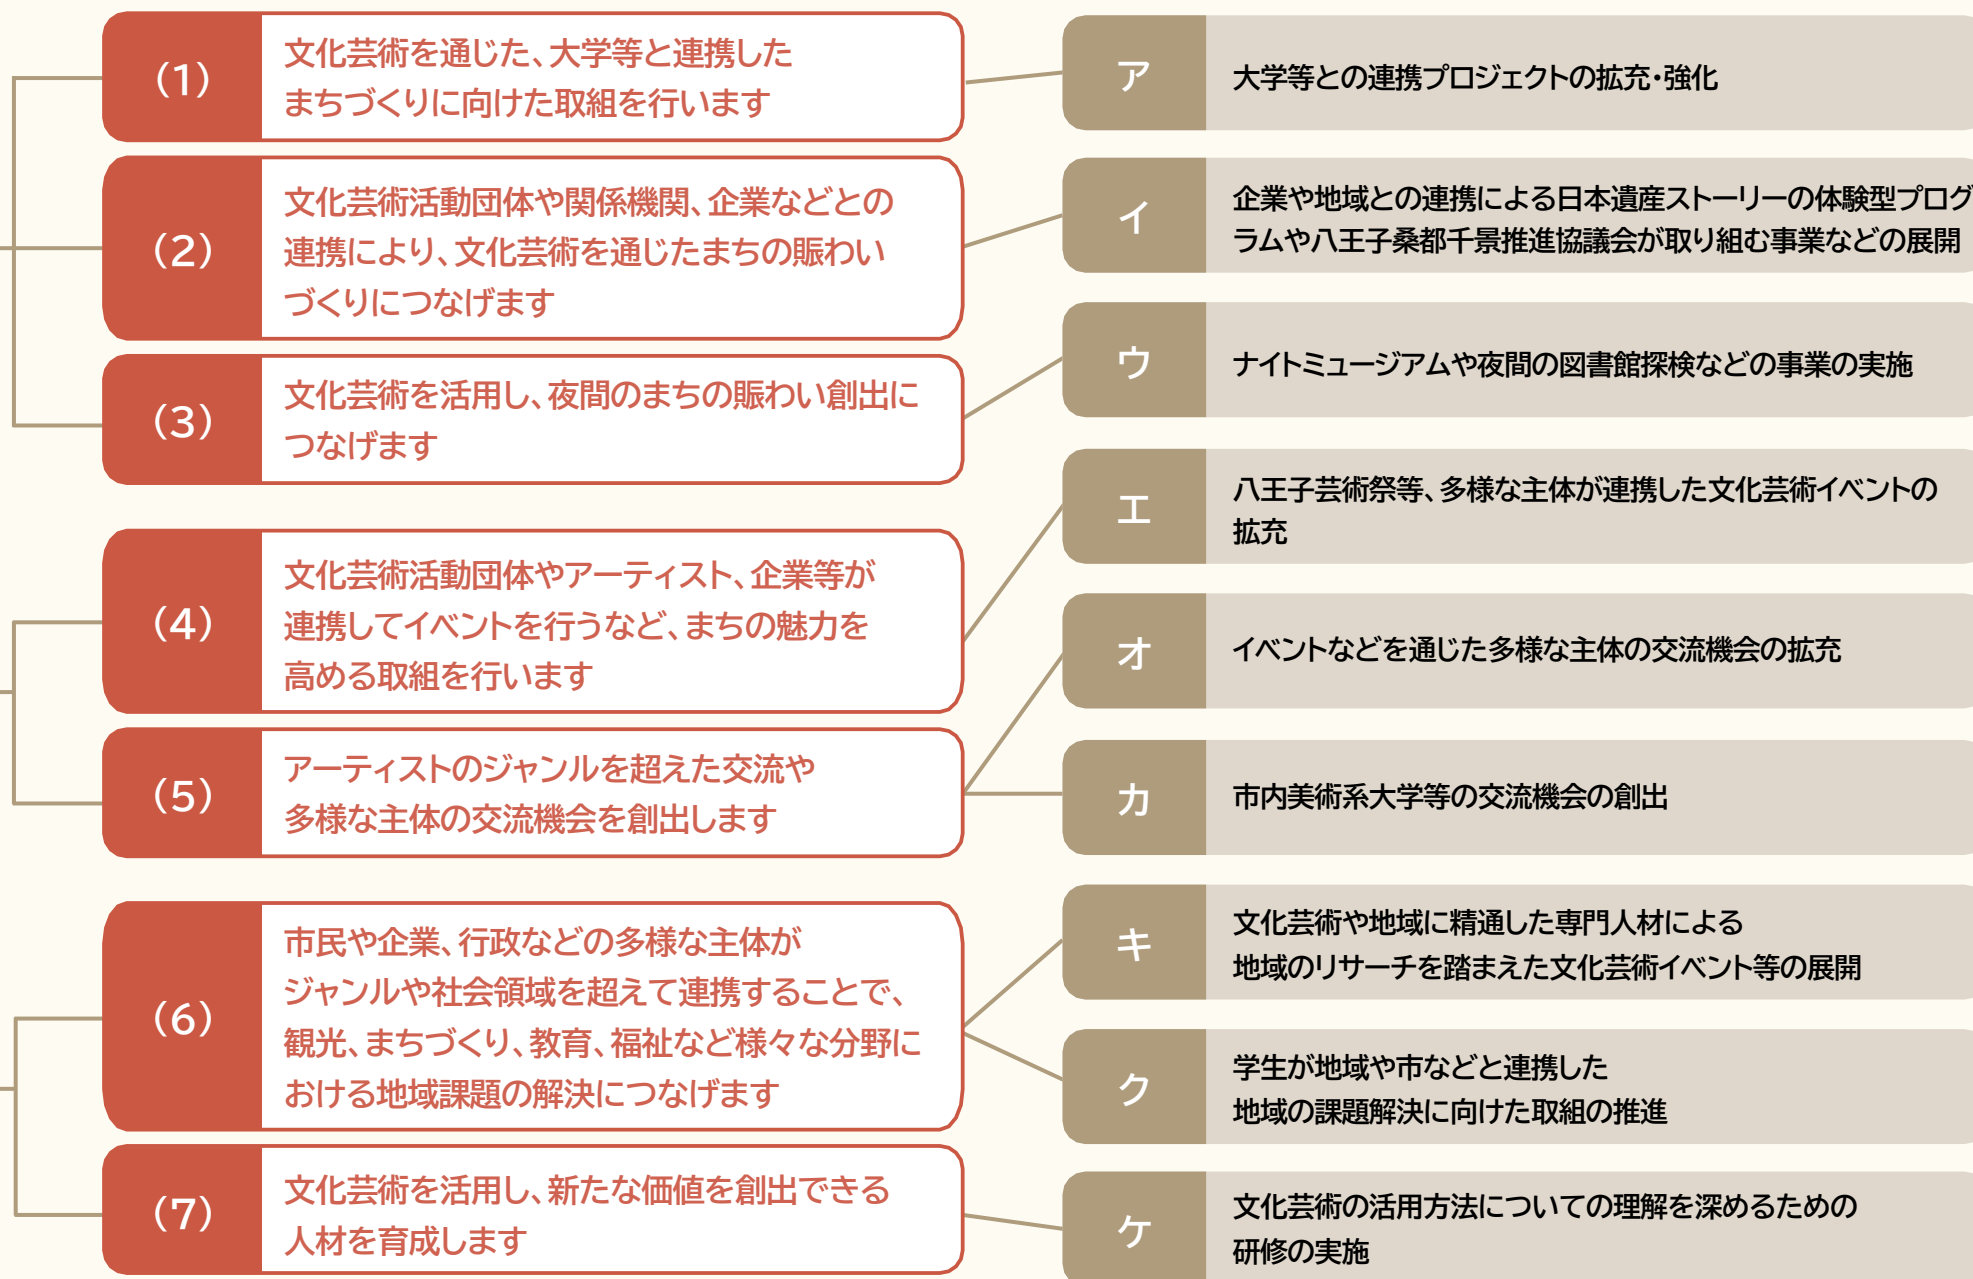 (1)
文化芸術を通じた、大学等と連携した
まちづくりに向けた取組を行います
ア
大学等との連携プロジェクトの拡充・強化
(2)
文化芸術活動団体や関係機関、企業などとの
連携により、文化芸術を通じたまちの賑わい
づくりにつなげます
イ
企業や地域との連携による日本遺産ストーリーの体験型プログ
ラムや八王子桑都千景推進協議会が取り組む事業などの展開
(3)
文化芸術を活用し、夜間のまちの賑わい創出に
つなげます
ウ
ナイトミュージアムや夜間の図書館探検などの事業の実施
(4)
文化芸術活動団体やアーティスト、企業等が
連携してイベントを行うなど、まちの魅力を
高める取組を行います
エ
八王子芸術祭等、多様な主体が連携した文化芸術イベントの
拡充
(5)
アーティストのジャンルを超えた交流や
多様な主体の交流機会を創出します
オ
イベントなどを通じた多様な主体の交流機会の拡充
カ
市内美術系大学等の交流機会の創出
(6)
市民や企業、行政などの多様な主体が
ジャンルや社会領域を超えて連携することで、
観光、まちづくり、教育、福祉など様々な分野に
おける地域課題の解決につなげます
キ
文化芸術や地域に精通した専門人材による
地域のリサーチを踏まえた文化芸術イベント等の展開
ク
学生が地域や市などと連携した
地域の課題解決に向けた取組の推進
(7)
文化芸術を活用し、新たな価値を創出できる
人材を育成します
ケ
文化芸術の活用方法についての理解を深めるための
研修の実施